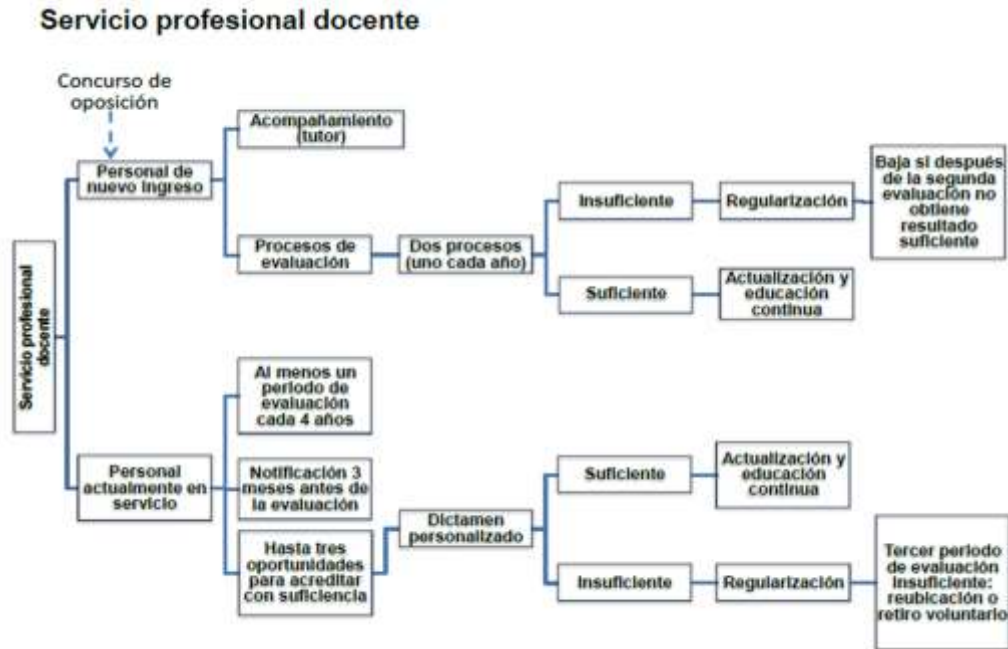 Servicio profesional docente
Concurso de
oposición
Acompañamiento
(tutor)
Personal de
nuevo ingreso
Procesos de
evaluación
Dos procesos
(uno cada año)
Insuficiente
Regularización
Baja si después
de la segunda
evaluación no
obtiene
resultado
suficiente
Suficiente
Actualización y
educación
continua
Servicio profesional
docente
Al menos un
periodo de
evaluación
cada 4 años
Personal
actualmente en
servicio
Notificación 3
meses antes de
la evaluación
Hasta tres
oportunidades
para acreditar
con suficiencia
Dictamen
personalizado
Suficiente
Actualización y
educación
continua
Insuficiente
Regularización
Tercer periodo
de evaluación
insuficiente:
reubicación o
retiro voluntario